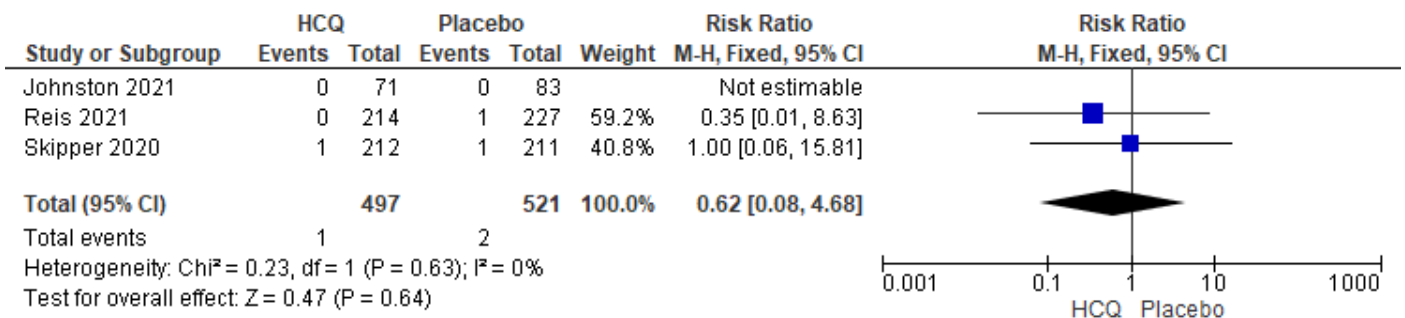 HCQ Placebo Risk Ratio Risk Ratio
Study or Subgroup Events Total Events Total Weight M-H, Fixed, 95% CI M-H, Fixed, 95% CI
Johnston 2021 0 71 0 83 Not estimable
Reis 2021 0 214 1 227 59.2% 0.35 [0.01, 8.63]
Skipper 2020 1 212 1 211 40.8% 1.00 [0.06, 15.81]
Total (95% CI) 497 521 100.0% 0.62 [0.08, 4.68]
Total events 1 2
Heterogeneity: Chi² = 0.23, df = 1 (P = 0.63); I² = 0%
Test for overall effect: Z = 0.47 (P = 0.64)
0.001 0.1 1 10 1000
HCQ Placebo